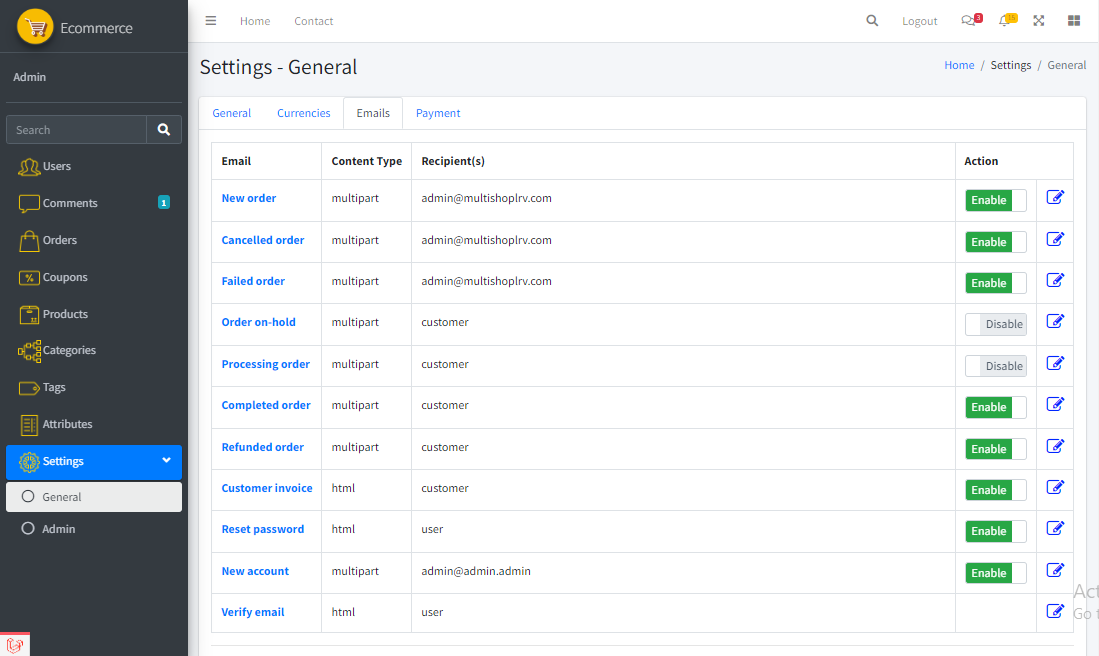 Ecommerce
Home Contact
Logout 3 15
Admin
Settings - General
Home / Settings / General
Search
Users
Comments 1
Orders
Coupons
Products
Categories
Tags
Attributes
Settings
General
Admin
General Currencies Emails Payment
Email Content Type Recipient(s) Action
New order multipart admin@multishoplrv.com Enable
Cancelled order multipart admin@multishoplrv.com Enable
Failed order multipart admin@multishoplrv.com Enable
Order on-hold multipart customer Disable
Processing order multipart customer Disable
Completed order multipart customer Enable
Refunded order multipart customer Enable
Customer invoice html customer Enable
Reset password html user Enable
New account multipart admin@admin.admin Enable
Verify email html user
Act
Go t